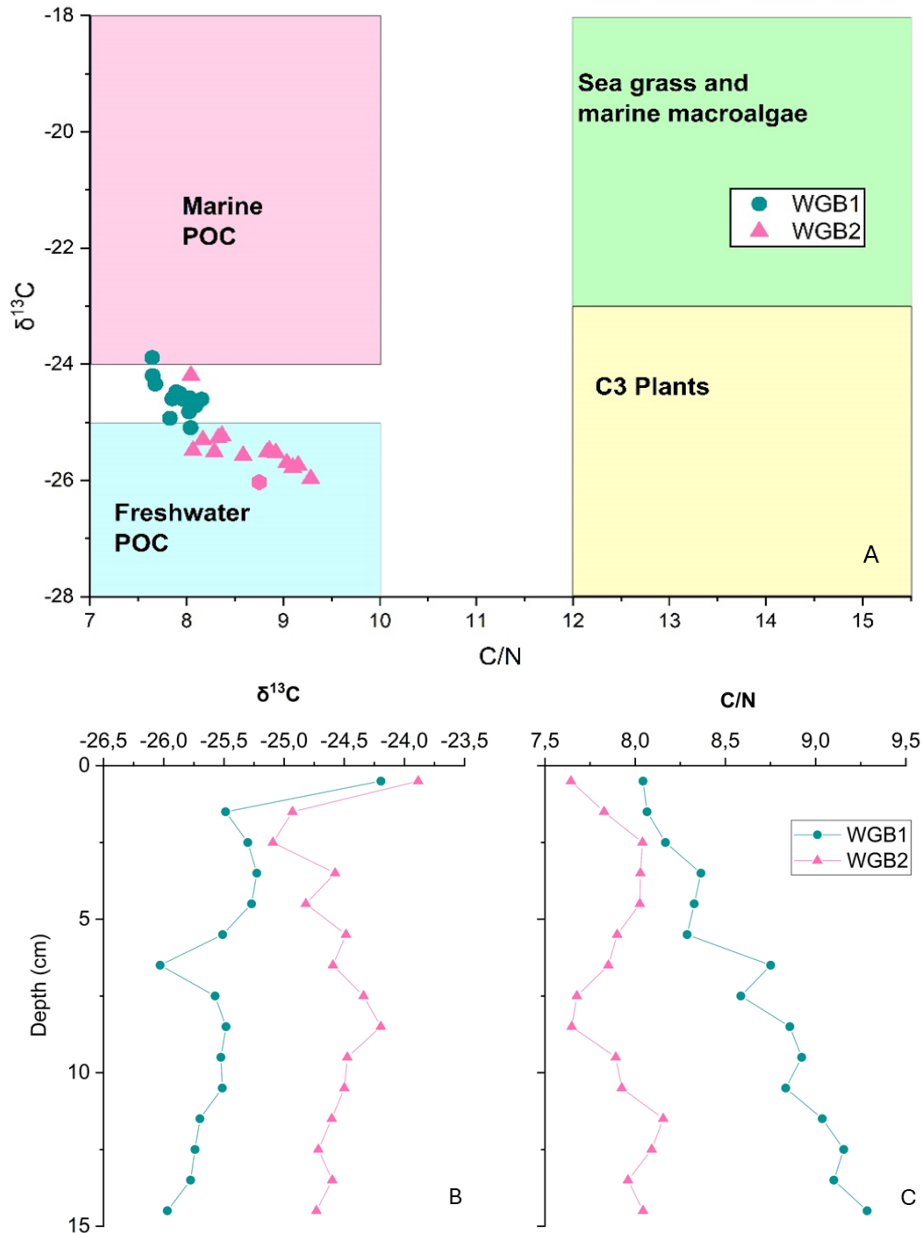 -18
-20
-22
-24
-26
-28
δ¹³C
Marine
POC
Sea grass and
marine macroalgae
WGB1
WGB2
C3 Plants
Freshwater
POC
A
7 8 9 10 11 12 13 14 15
C/N
δ¹³C
-26,5 -26,0 -25,5 -25,0 -24,5 -24,0 -23,5
C/N
7,5 8,0 8,5 9,0 9,5
0
5
10
15
Depth (cm)
WGB1
WGB2
B
C